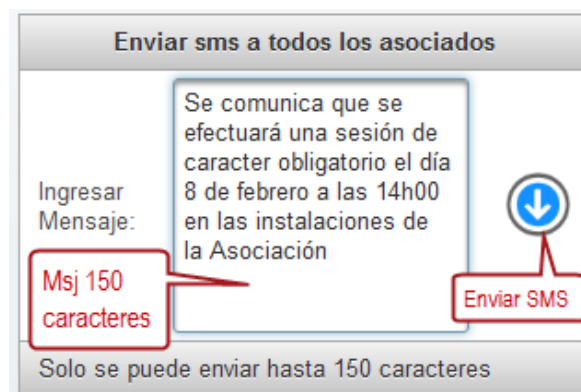 Enviar sms a todos los asociados
Se comunica que se
efectuará una sesión de
caracter obligatorio el día
8 de febrero a las 14h00
en las instalaciones de
la Asociación
Ingresar
Mensaje:
Msj 150
caracteres
Enviar SMS
Solo se puede enviar hasta 150 caracteres